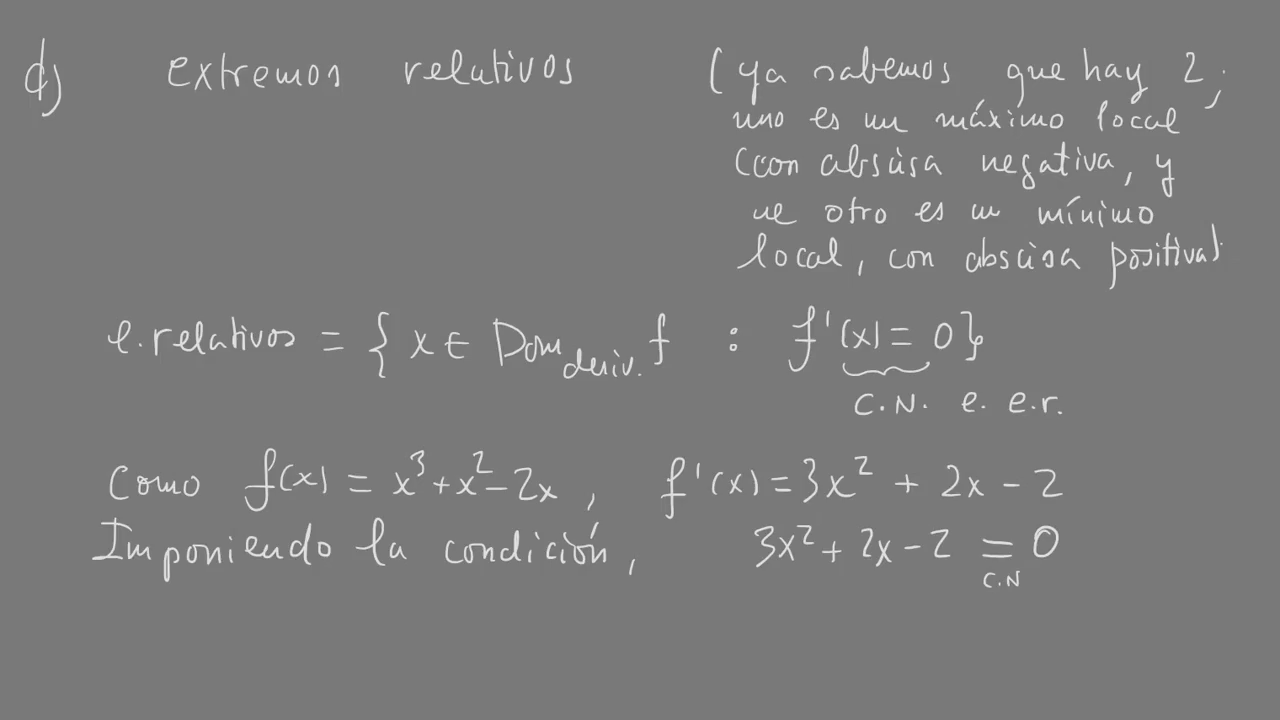 d) extremos relativos (ya sabemos que hay 2;
uno es un máximo local
(con abscisa negativa, y
ue otro es un mínimo
local, con abscisa positiva)
e.relativos = { x ∈ Dom deriv. f : f'(x) = 0}
C.N. e. e.r.
Como f(x) = x³+x²-2x, f'(x) = 3x² + 2x - 2
Imponiendo la condición, 3x² + 2x - 2 = 0
C.N